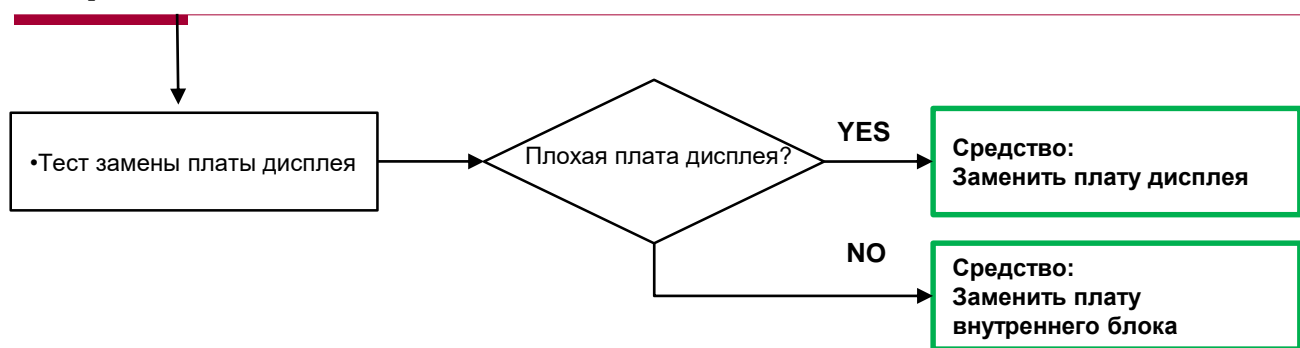 •Тест замены платы дисплея
Плохая плата дисплея?
YES
Средство:
Заменить плату дисплея
NO
Средство:
Заменить плату
внутреннего блока